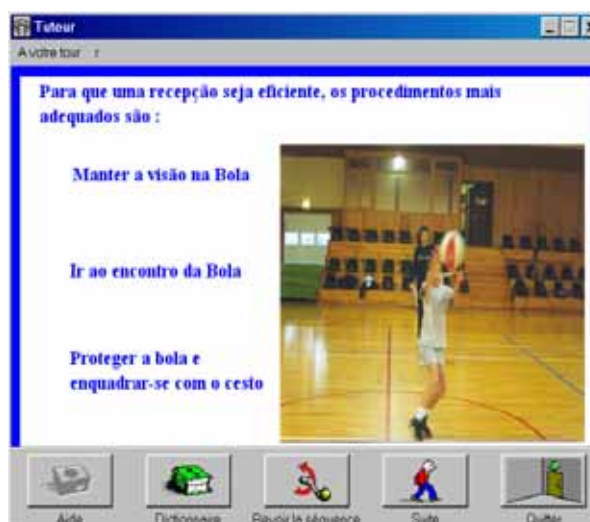 Tuteur
A votre tour r
Para que uma recepção seja eficiente, os procedimentos mais
adequados são :
Manter a visão na Bola
Ir ao encontro da Bola
Proteger a bola e
enquadrar-se com o cesto
Aide
Dictionnaire
Revoir la séquence
Suite
Quitter